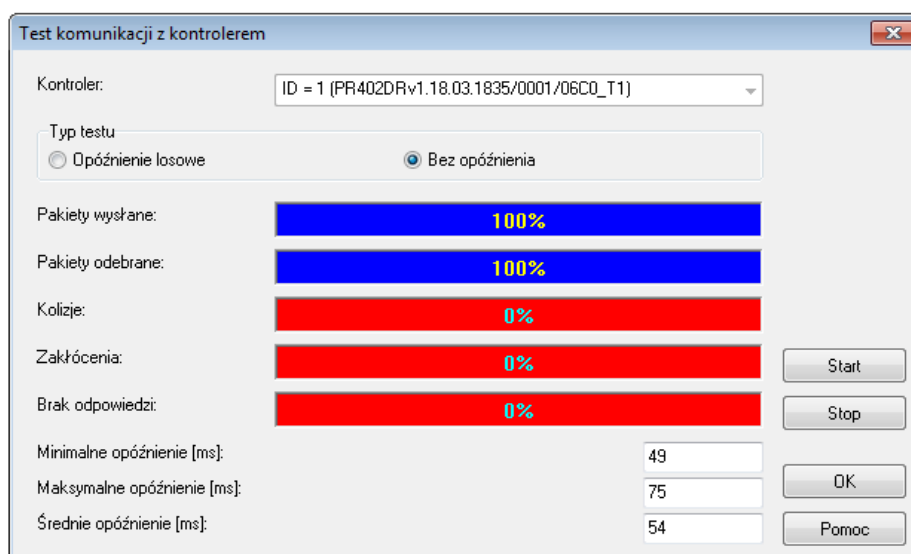 Test komunikacji z kontrolerem
Kontroler:
ID = 1 (PR402DRv1.18.03.1835/0001/06C0_T1)
Typ testu
Opóźnienie losowe
Bez opóźnienia
Pakiety wysłane:
100%
Pakiety odebrane:
100%
Kolizje:
0%
Zakłócenia:
0%
Start
Brak odpowiedzi:
0%
Stop
Minimalne opóźnienie [ms]:
49
Maksymalne opóźnienie [ms]:
75
OK
Średnie opóźnienie [ms]:
54
Pomoc